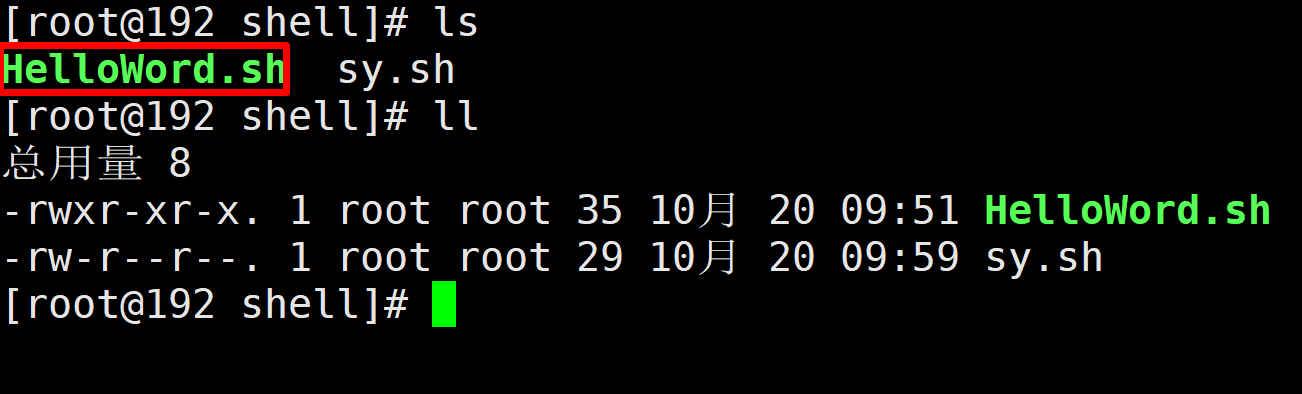 [root@192 shell]# ls
HelloWord.sh  sy.sh
[root@192 shell]# ll
总用量 8
-rwxr-xr-x. 1 root root 35 10月  20 09:51 HelloWord.sh
-rw-r--r--. 1 root root 29 10月  20 09:59 sy.sh
[root@192 shell]#